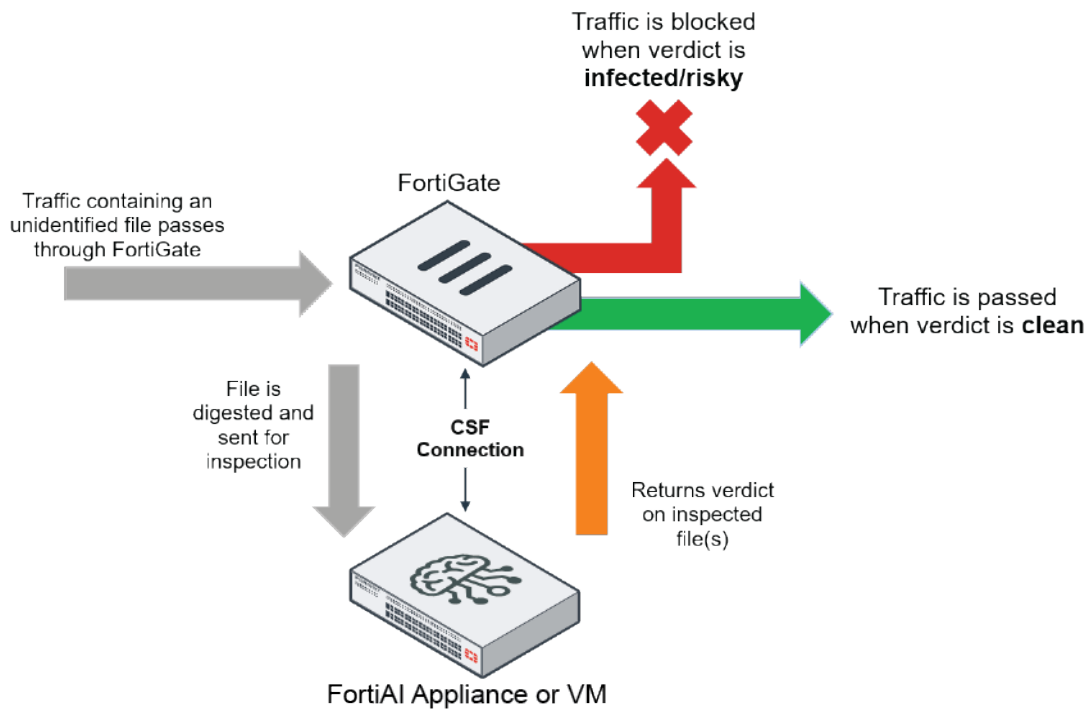 Traffic is blocked
when verdict is
infected/risky
FortiGate
Traffic containing an
unidentified file passes
through FortiGate
Traffic is passed
when verdict is clean
File is
digested and
sent for
inspection
CSF
Connection
Returns verdict
on inspected
file(s)
FortiAI Appliance or VM